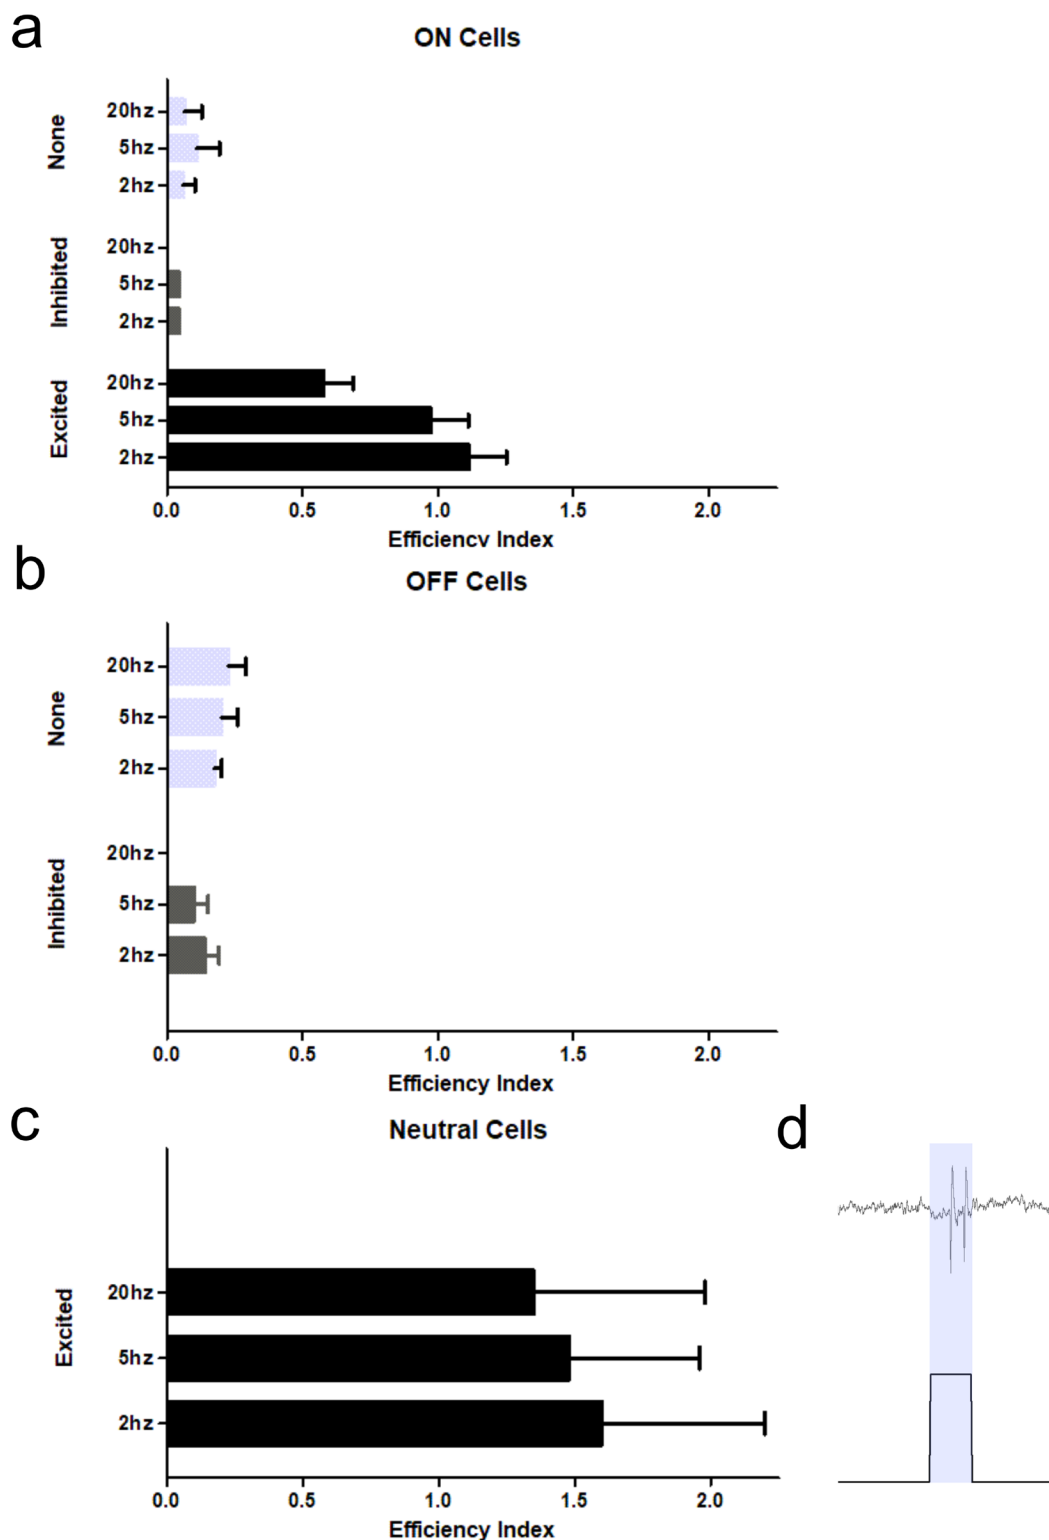 a
ON Cells
None
20hz
5hz
2hz
Inhibited
20hz
5hz
2hz
Excited
20hz
5hz
2hz
0.0 0.5 1.0 1.5 2.0
Efficiency Index
b
OFF Cells
None
20hz
5hz
2hz
Inhibited
20hz
5hz
2hz
0.0 0.5 1.0 1.5 2.0
Efficiency Index
c
Neutral Cells
Excited
20hz
5hz
2hz
0.0 0.5 1.0 1.5 2.0
Efficiency Index
d